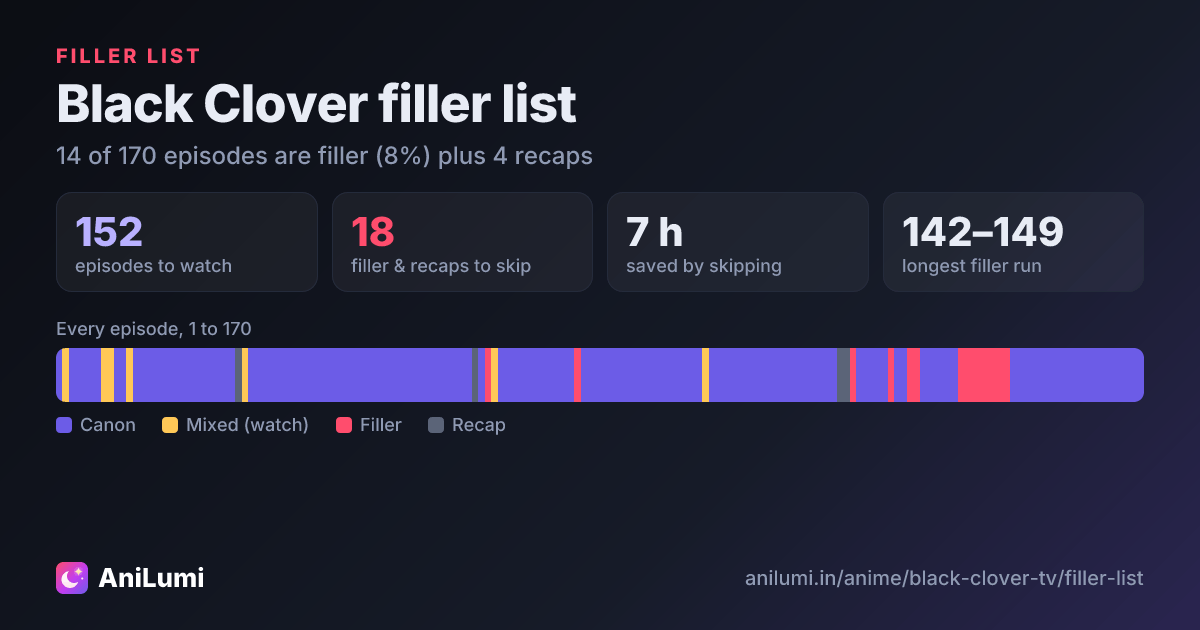 FILLER LIST
Black Clover filler list
14 of 170 episodes are filler (8%) plus 4 recaps
152
episodes to watch
18
filler & recaps to skip
7 h
saved by skipping
142–149
longest filler run
Every episode, 1 to 170
Canon
Mixed (watch)
Filler
Recap
AniLumi
anilumi.in/anime/black-clover-tv/filler-list